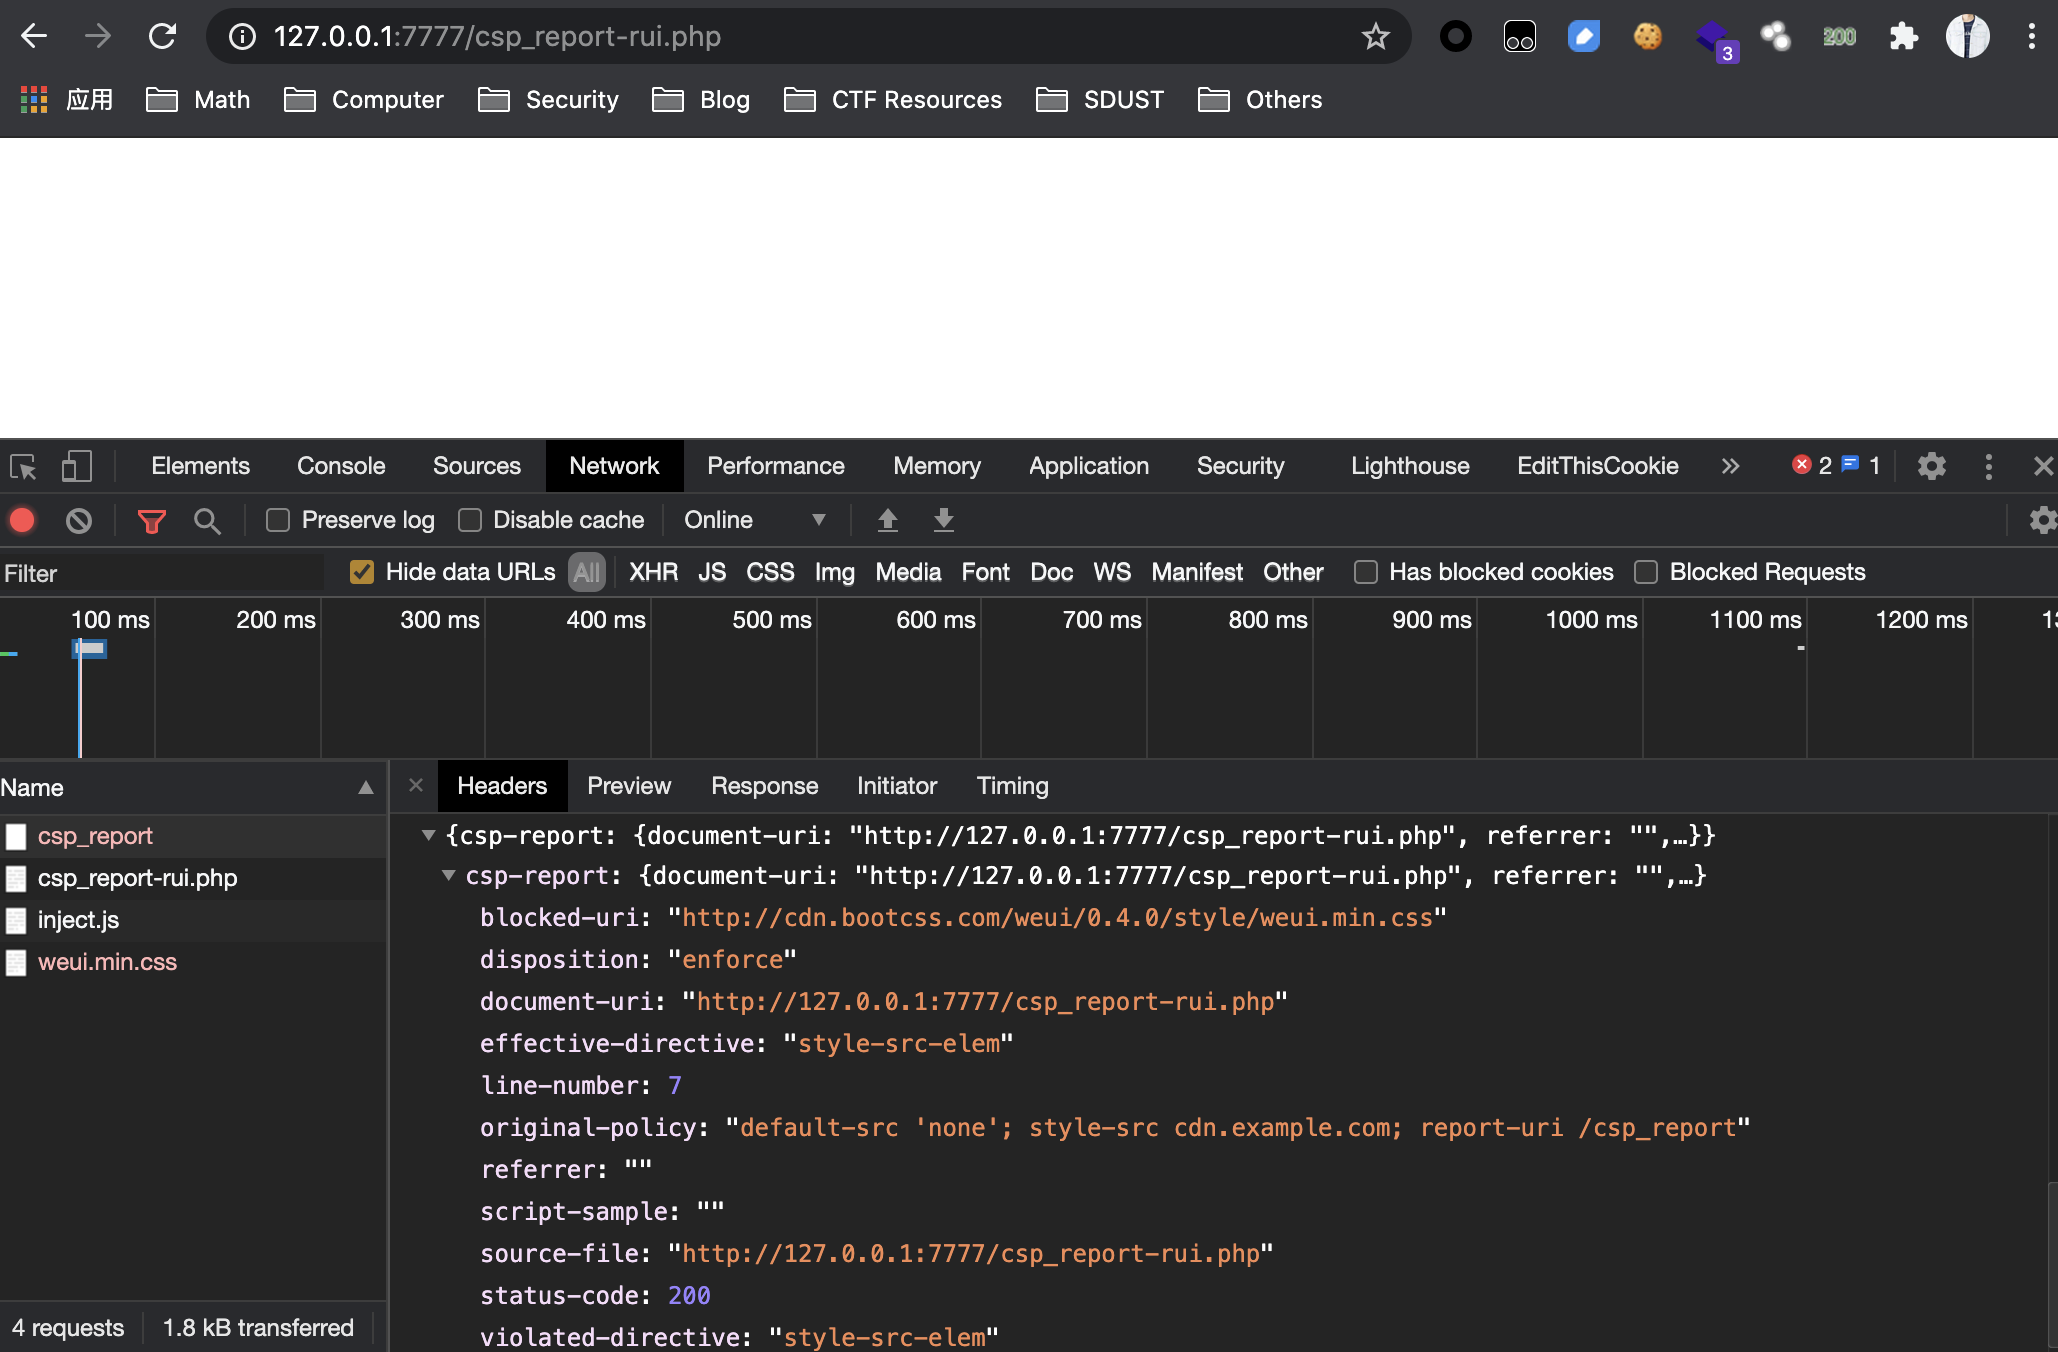 127.0.0.1:7777/csp_report-rui.php
3
200
应用 Math Computer Security Blog CTF Resources SDUST Others
Elements Console Sources Network Performance Memory Application Security Lighthouse EditThisCookie » 2 1
Preserve log Disable cache Online
Filter Hide data URLs All XHR JS CSS Img Media Font Doc WS Manifest Other Has blocked cookies Blocked Requests
100 ms 200 ms 300 ms 400 ms 500 ms 600 ms 700 ms 800 ms 900 ms 1000 ms 1100 ms 1200 ms
Name
csp_report
csp_report-rui.php
inject.js
weui.min.css
4 requests 1.8 kB transferred
Headers Preview Response Initiator Timing
{csp-report: {document-uri: "http://127.0.0.1:7777/csp_report-rui.php", referrer: "",…}}
csp-report: {document-uri: "http://127.0.0.1:7777/csp_report-rui.php", referrer: "",…}
blocked-uri: "http://cdn.bootcss.com/weui/0.4.0/style/weui.min.css"
disposition: "enforce"
document-uri: "http://127.0.0.1:7777/csp_report-rui.php"
effective-directive: "style-src-elem"
line-number: 7
original-policy: "default-src 'none'; style-src cdn.example.com; report-uri /csp_report"
referrer: ""
script-sample: ""
source-file: "http://127.0.0.1:7777/csp_report-rui.php"
status-code: 200
violated-directive: "style-src-elem"